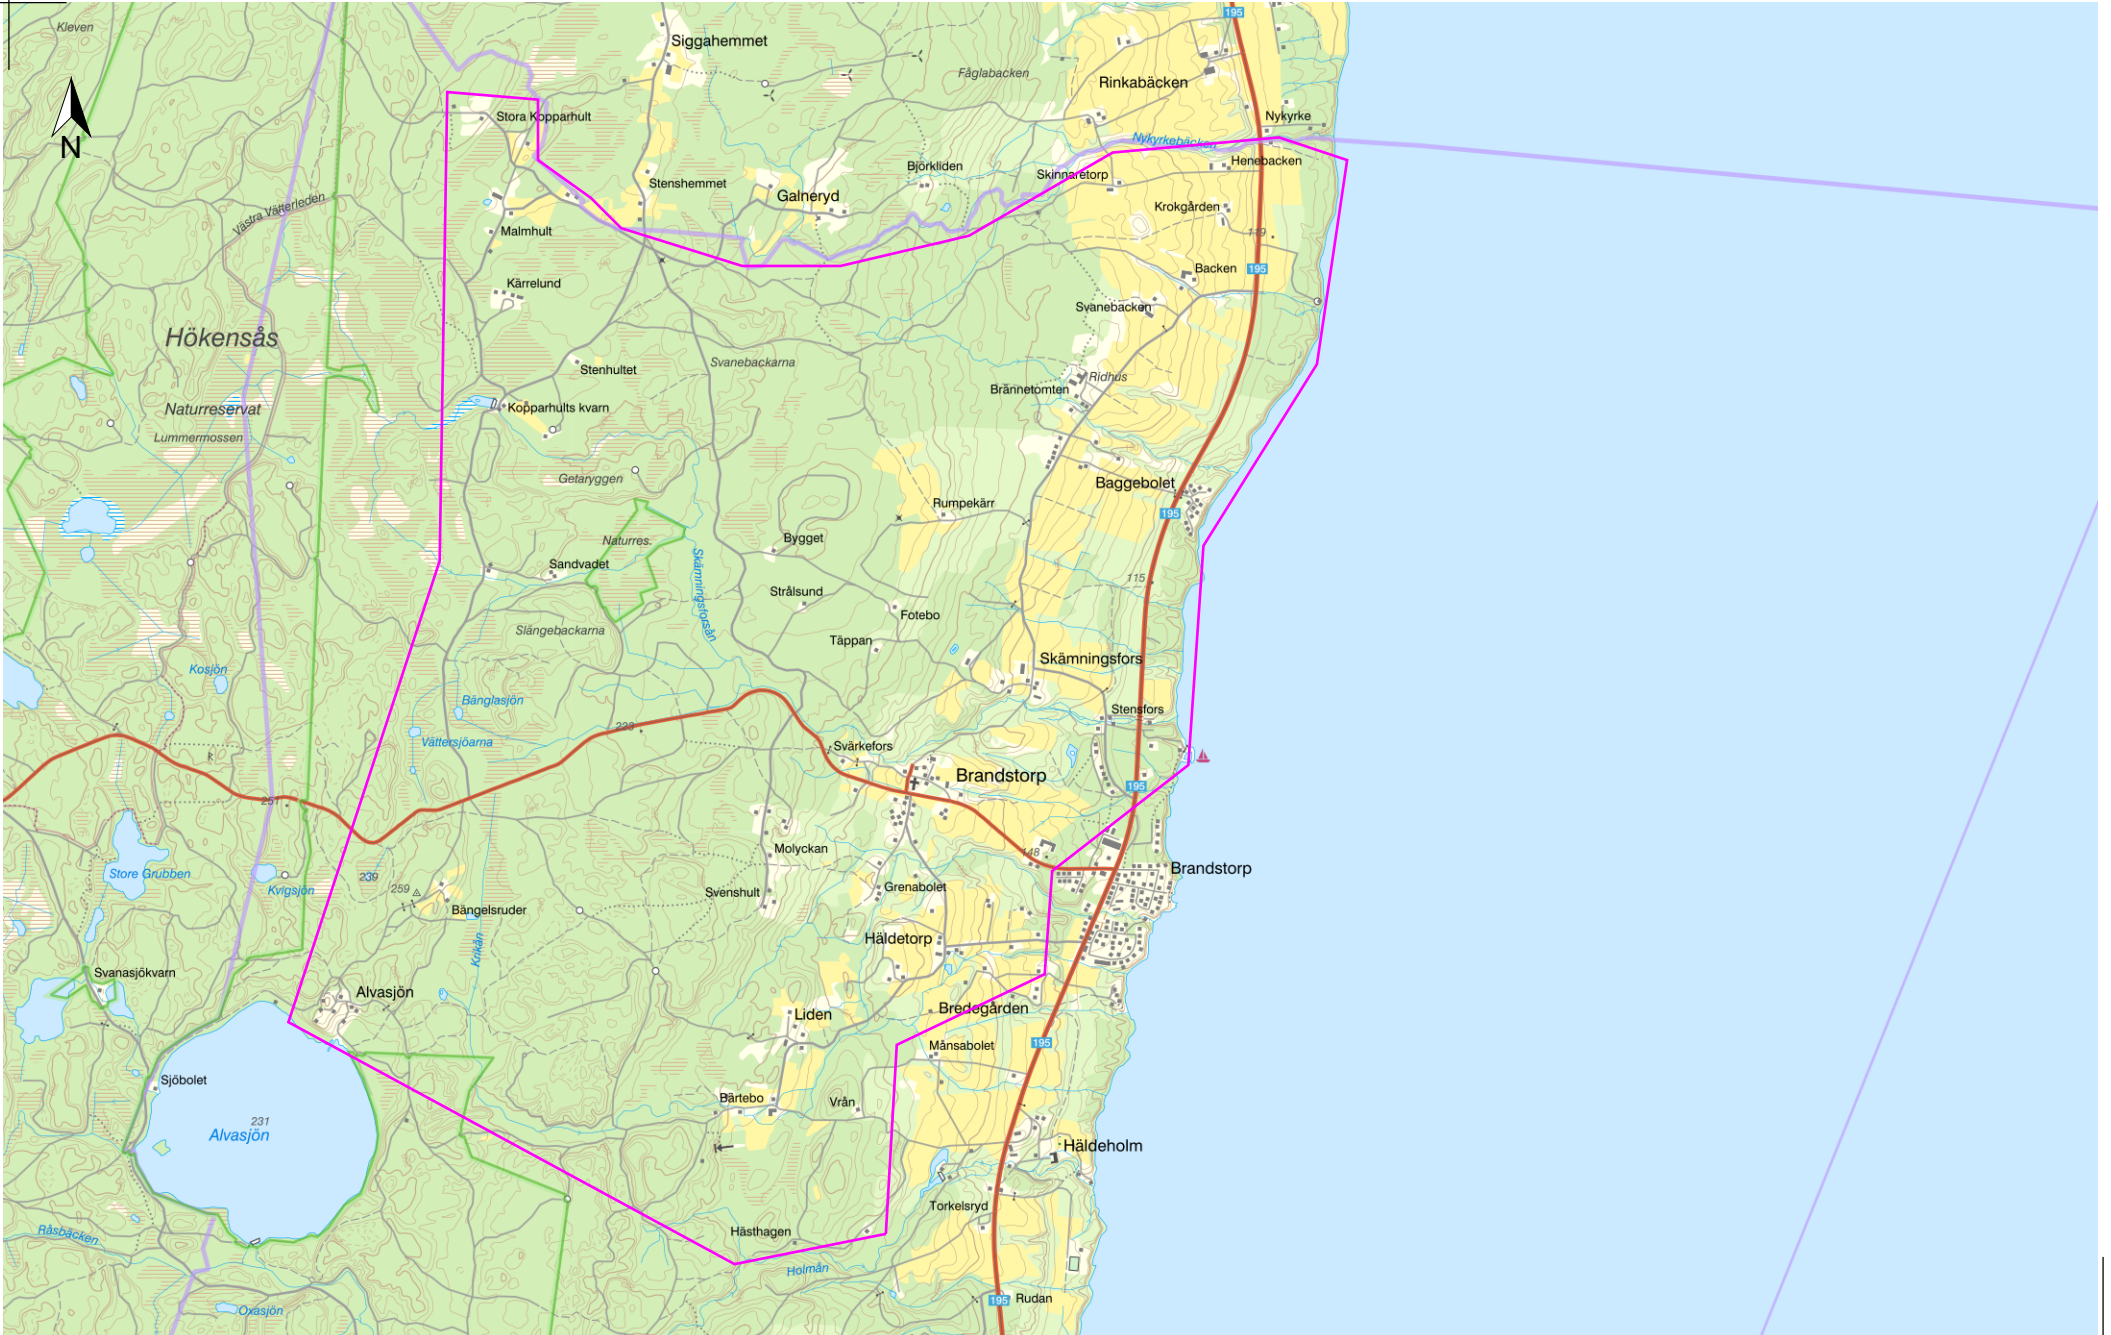 195
Kleven
Siggahemmet
Fåglabacken
Rinkabäcken
Stora Kopparhult
Nykyrke
N
Nykyrkebäcken
Henebacken
Björkliden
Skinnaretorp
Stenshemmet
Galneryd
Västra Vätterleden
Krokgården
Malmhult
119
Backen
195
Kärrelund
Svanebacken
Hökensås
Svanebackarna
Stenhultet
Ridhus
Brännetomten
Naturreservat
Kopparhults kvarn
Lummermossen
Getaryggen
Baggebolet
Rumpekärr
195
Naturres.
Bygget
Skämningsforsån
Sandvadet
115
Strålsund
Fotebo
Slängebackarna
Täppan
Skämningsfors
Kosjön
Bänglasjön
Stensfors
223
Vättersjöarna
Svärkefors
Brandstorp
195
251
Molyckan
148
Store Grubben
239
Brandstorp
Kvigsjön
259
Svenshult
Grenabolet
Bängelsruder
Krikån
Häldetorp
Svanasjökvarn
Alvasjön
Bredegården
Liden
Månsabolet
195
Sjöbolet
Bärtebo
Vrån
231
Alvasjön
Häldeholm
Torkelsryd
Råsbäcken
Hästhagen
Holmån
195
Rudan
Oxasjön